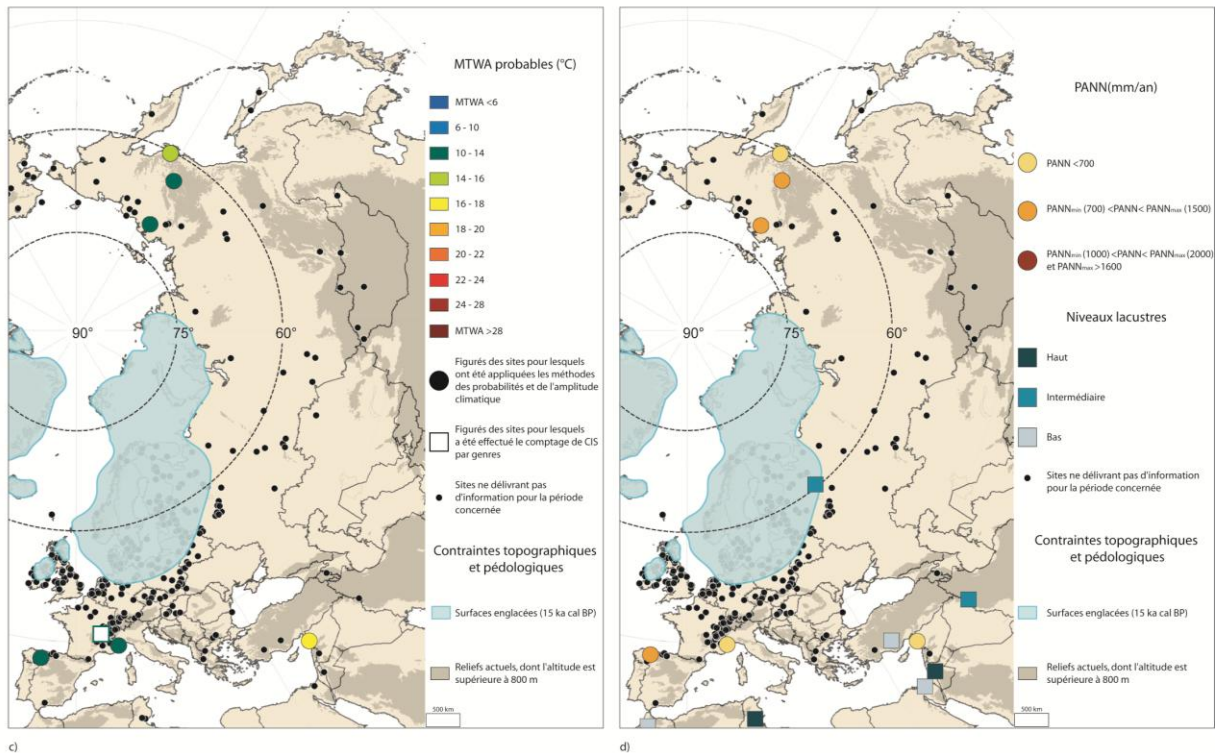 MTWA probables (°C)
MTWA <6
6 - 10
10 - 14
14 - 16
16 - 18
18 - 20
20 - 22
22 - 24
24 - 28
MTWA >28
Figurés des sites pour lesquels
ont été appliquées les méthodes
des probabilités et de l'amplitude
climatique
Figurés des sites pour lesquels
a été effectué le comptage de CIS
par genres
Sites ne délivrant pas
d'information pour la période
concernée
Contraintes topographiques
et pédologiques
Surfaces englacées (15 ka cal BP)
Reliefs actuels, dont l'altitude est
supérieure à 800 m
500 km
90°
75°
60°
c)
PANN(mm/an)
PANN <700
PANNmin (700) <PANN< PANNmax (1500)
PANNmin (1000) <PANN< PANNmax (2000)
et PANNmax >1600
Niveaux lacustres
Haut
Intermédiaire
Bas
Sites ne délivrant pas d'information
pour la période concernée
Contraintes topographiques
et pédologiques
Surfaces englacées (15 ka cal BP)
Reliefs actuels, dont l'altitude est
supérieure à 800 m
500 km
90°
75°
60°
d)